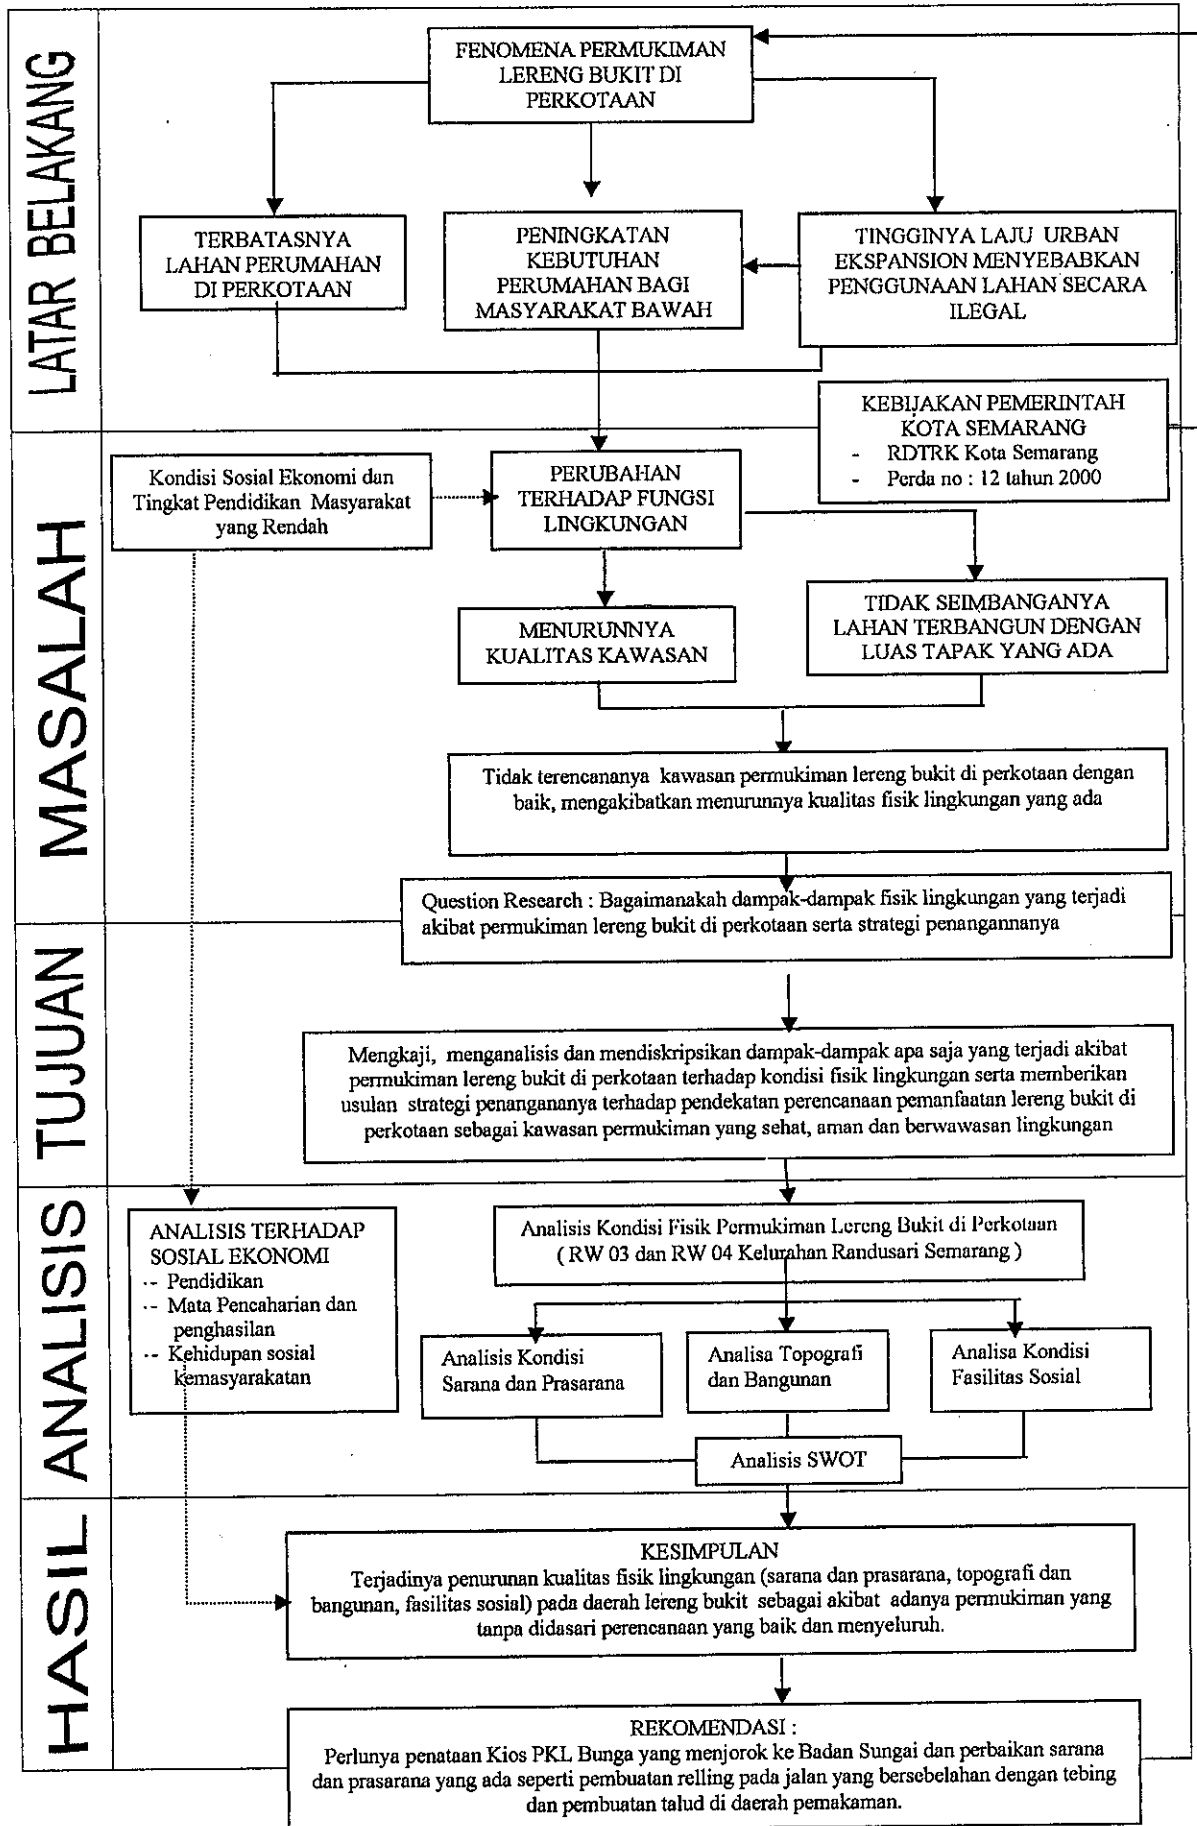 LATAR BELAKANG
FENOMENA PERMUKIMAN
LERENG BUKIT DI
PERKOTAAN
TERBATASNYA
LAHAN PERUMAHAN
DI PERKOTAAN
PENINGKATAN
KEBUTUHAN
PERUMAHAN BAGI
MASYARAKAT BAWAH
TINGGINYA LAJU URBAN
EKSPANSION MENYEBABKAN
PENGGUNAAN LAHAN SECARA
ILEGAL
KEBIJAKAN PEMERINTAH
KOTA SEMARANG
- RDTRK Kota Semarang
- Perda no : 12 tahun 2000
MASALAH
Kondisi Sosial Ekonomi dan
Tingkat Pendidikan Masyarakat
yang Rendah
PERUBAHAN
TERHADAP FUNGSI
LINGKUNGAN
MENURUNNYA
KUALITAS KAWASAN
TIDAK SEIMBANGANYA
LAHAN TERBANGUN DENGAN
LUAS TAPAK YANG ADA
Tidak terencananya kawasan permukiman lereng bukit di perkotaan dengan
baik, mengakibatkan menurunnya kualitas fisik lingkungan yang ada
Question Research : Bagaimanakah dampak-dampak fisik lingkungan yang terjadi
akibat permukiman lereng bukit di perkotaan serta strategi penangannanya
TUJUAN
Mengkaji, menganalisis dan mendiskripsikan dampak-dampak apa saja yang terjadi akibat
permukiman lereng bukit di perkotaan terhadap kondisi fisik lingkungan serta memberikan
usulan strategi penangananya terhadap pendekatan perencanaan pemanfaatan lereng bukit di
perkotaan sebagai kawasan permukiman yang sehat, aman dan berwawasan lingkungan
ANALISIS
ANALISIS TERHADAP
SOSIAL EKONOMI
-- Pendidikan
-- Mata Pencaharian dan
penghasilan
-- Kehidupan sosial
kemasyarakatan
Analisis Kondisi Fisik Permukiman Lereng Bukit di Perkotaan
( RW 03 dan RW 04 Kelurahan Randusari Semarang )
Analisis Kondisi
Sarana dan Prasarana
Analisa Topografi
dan Bangunan
Analisa Kondisi
Fasilitas Sosial
Analisis SWOT
HASIL
KESIMPULAN
Terjadinya penurunan kualitas fisik lingkungan (sarana dan prasarana, topografi dan
bangunan, fasilitas sosial) pada daerah lereng bukit sebagai akibat adanya permukiman yang
tanpa didasari perencanaan yang baik dan menyeluruh.
REKOMENDASI :
Perlunya penataan Kios PKL Bunga yang menjorok ke Badan Sungai dan perbaikan sarana
dan prasarana yang ada seperti pembuatan relling pada jalan yang bersebelahan dengan tebing
dan pembuatan talud di daerah pemakaman.